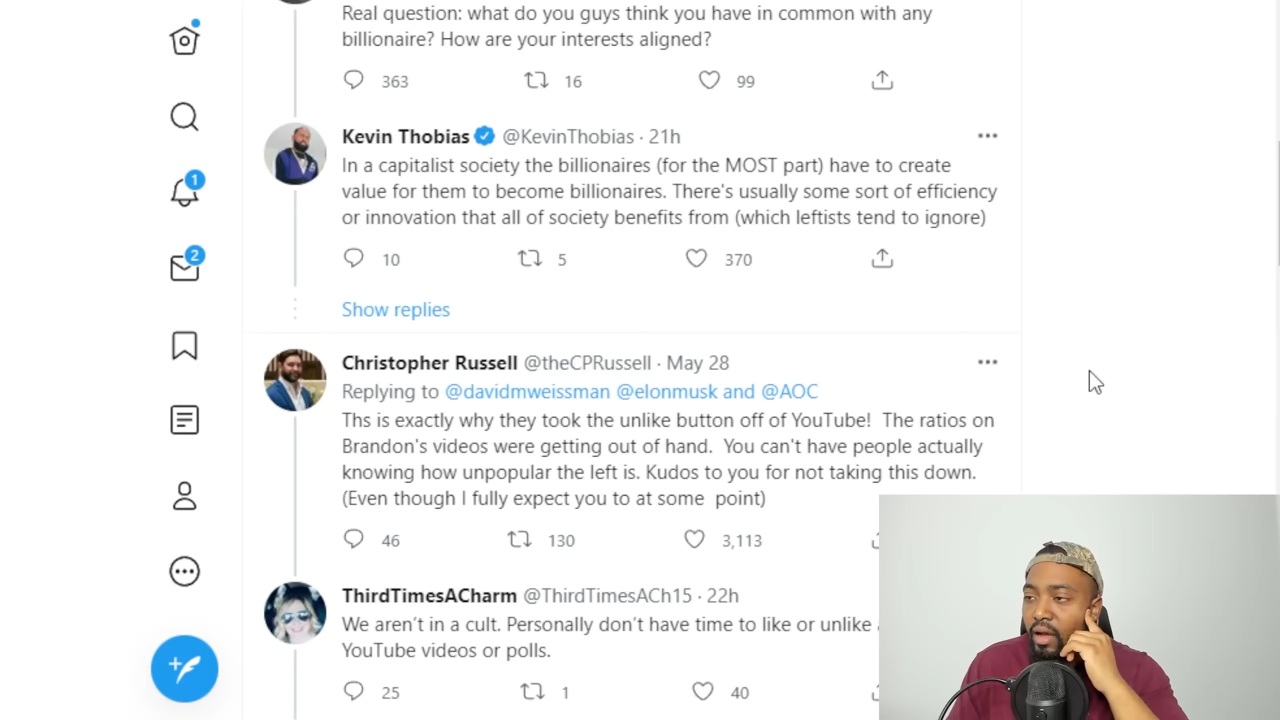 Real question: what do you guys think you have in common with any
billionaire? How are your interests aligned?
363 16 99
1
Kevin Thobias @KevinThobias · 21h
In a capitalist society the billionaires (for the MOST part) have to create
value for them to become billionaires. There's usually some sort of efficiency
or innovation that all of society benefits from (which leftists tend to ignore)
2
10 5 370
Show replies
Christopher Russell @theCPRussell · May 28
Replying to @davidmweissman @elonmusk and @AOC
Ths is exactly why they took the unlike button off of YouTube! The ratios on
Brandon's videos were getting out of hand. You can't have people actually
knowing how unpopular the left is. Kudos to you for not taking this down.
(Even though I fully expect you to at some point)
46 130 3,113
ThirdTimesACharm @ThirdTimesACh15 · 22h
We aren't in a cult. Personally don't have time to like or unlike
YouTube videos or polls.
25 1 40